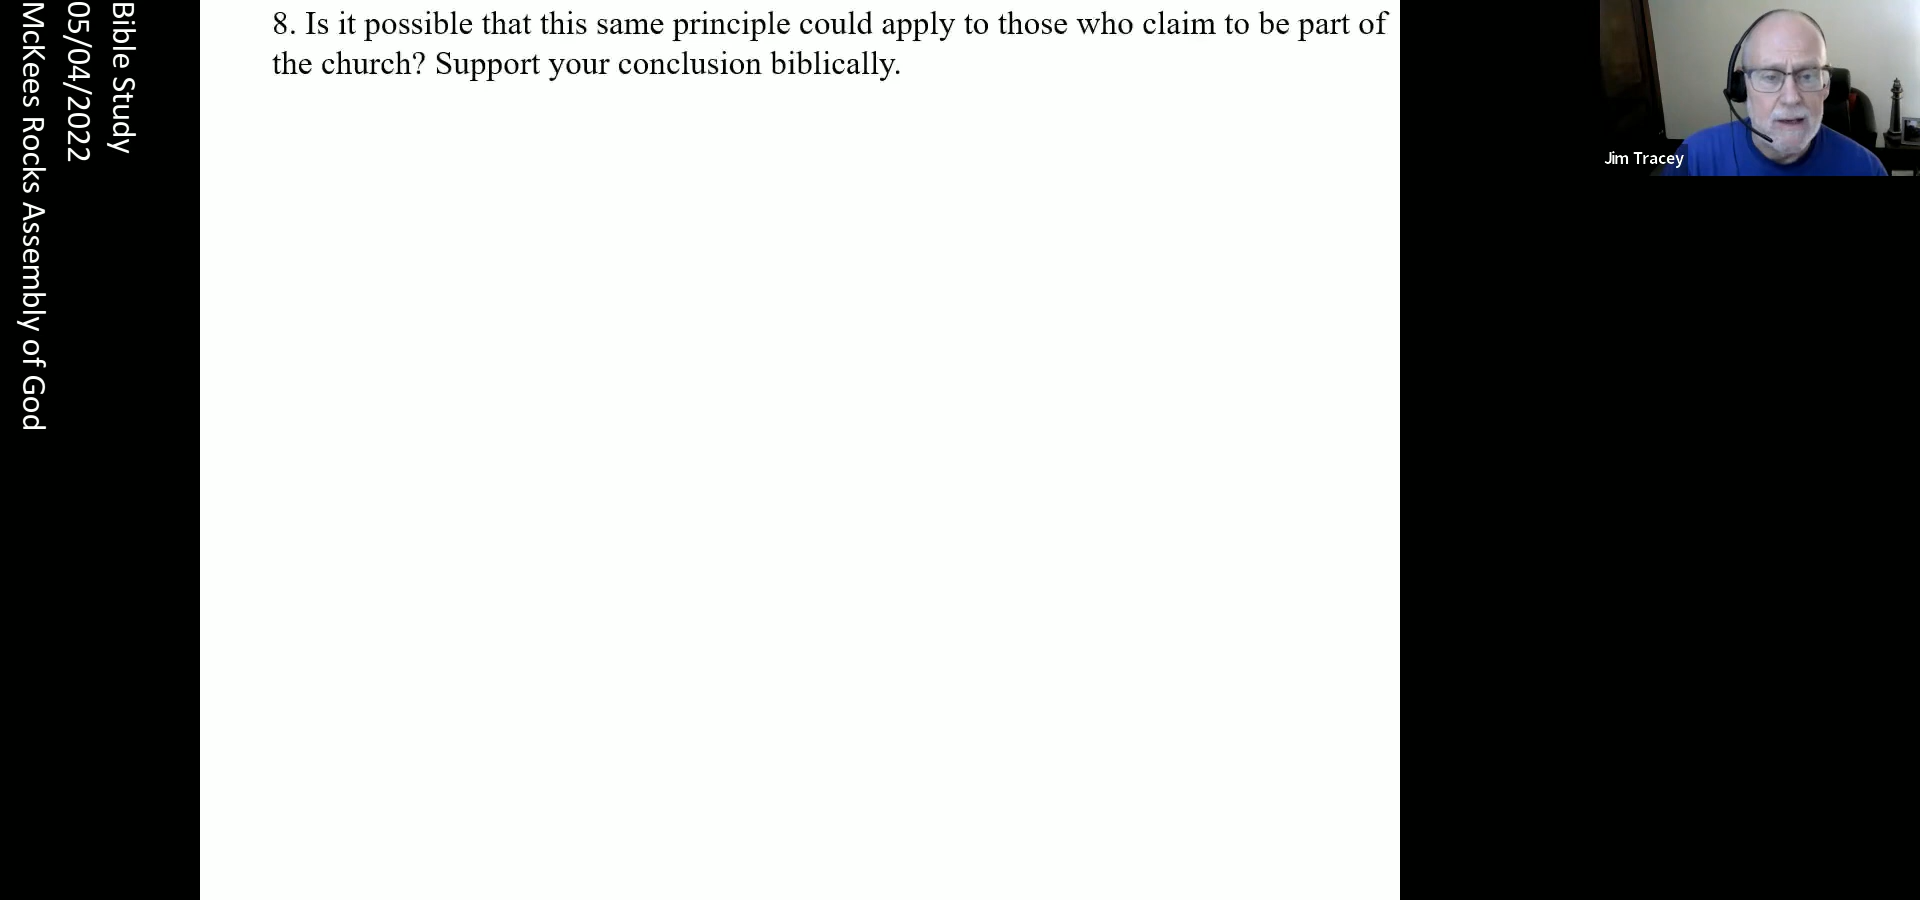 8. Is it possible that this same principle could apply to those who claim to be part of
the church? Support your conclusion biblically.
Bible Study
05/04/2022
McKees Rocks Assembly of God
Jim Tracey